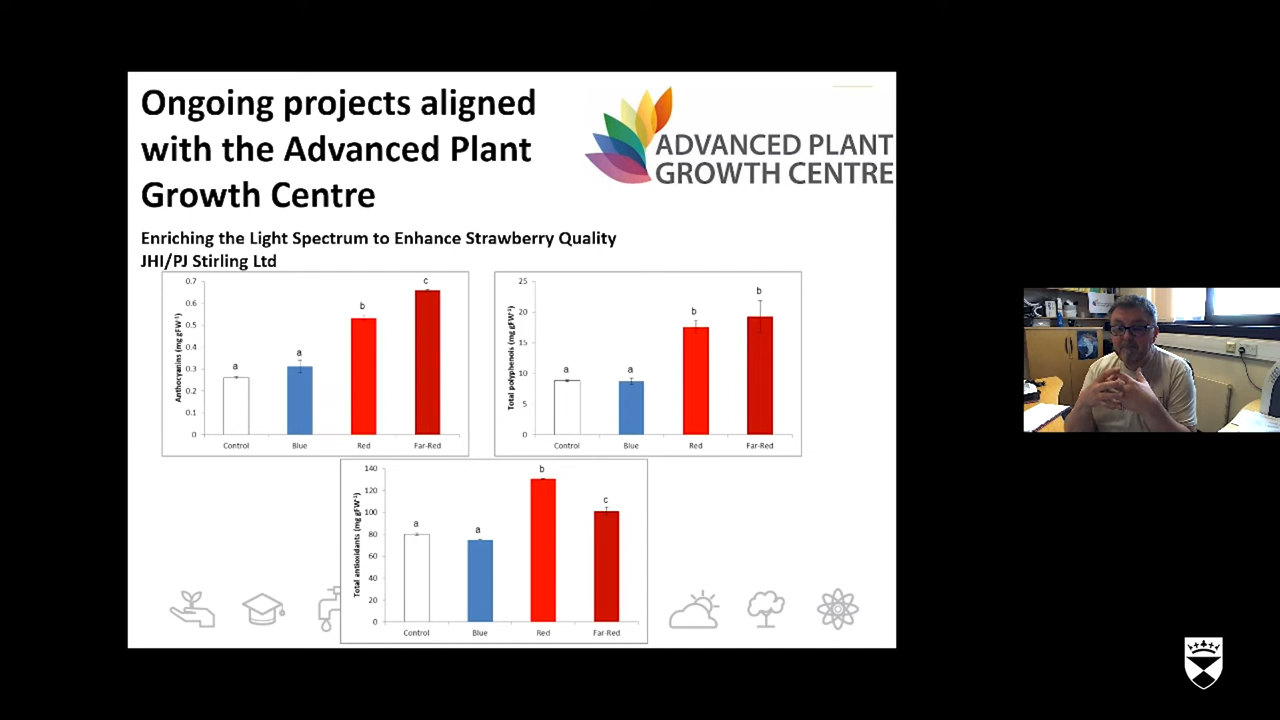 Ongoing projects aligned
with the Advanced Plant
Growth Centre
ADVANCED PLANT
GROWTH CENTRE
Enriching the Light Spectrum to Enhance Strawberry Quality
JHI/PJ Stirling Ltd
Anthocyanins (mg gFW⁻¹)
0.7
0.6
0.5
0.4
0.3
0.2
0.1
0
a
a
b
c
Control Blue Red Far-Red
Total polyphenols (mg gFW⁻¹)
25
20
15
10
5
0
a
a
b
b
Control Blue Red Far-Red
Total antioxidants (mg gFW⁻¹)
140
120
100
80
60
40
20
0
a
a
b
c
Control Blue Red Far-Red